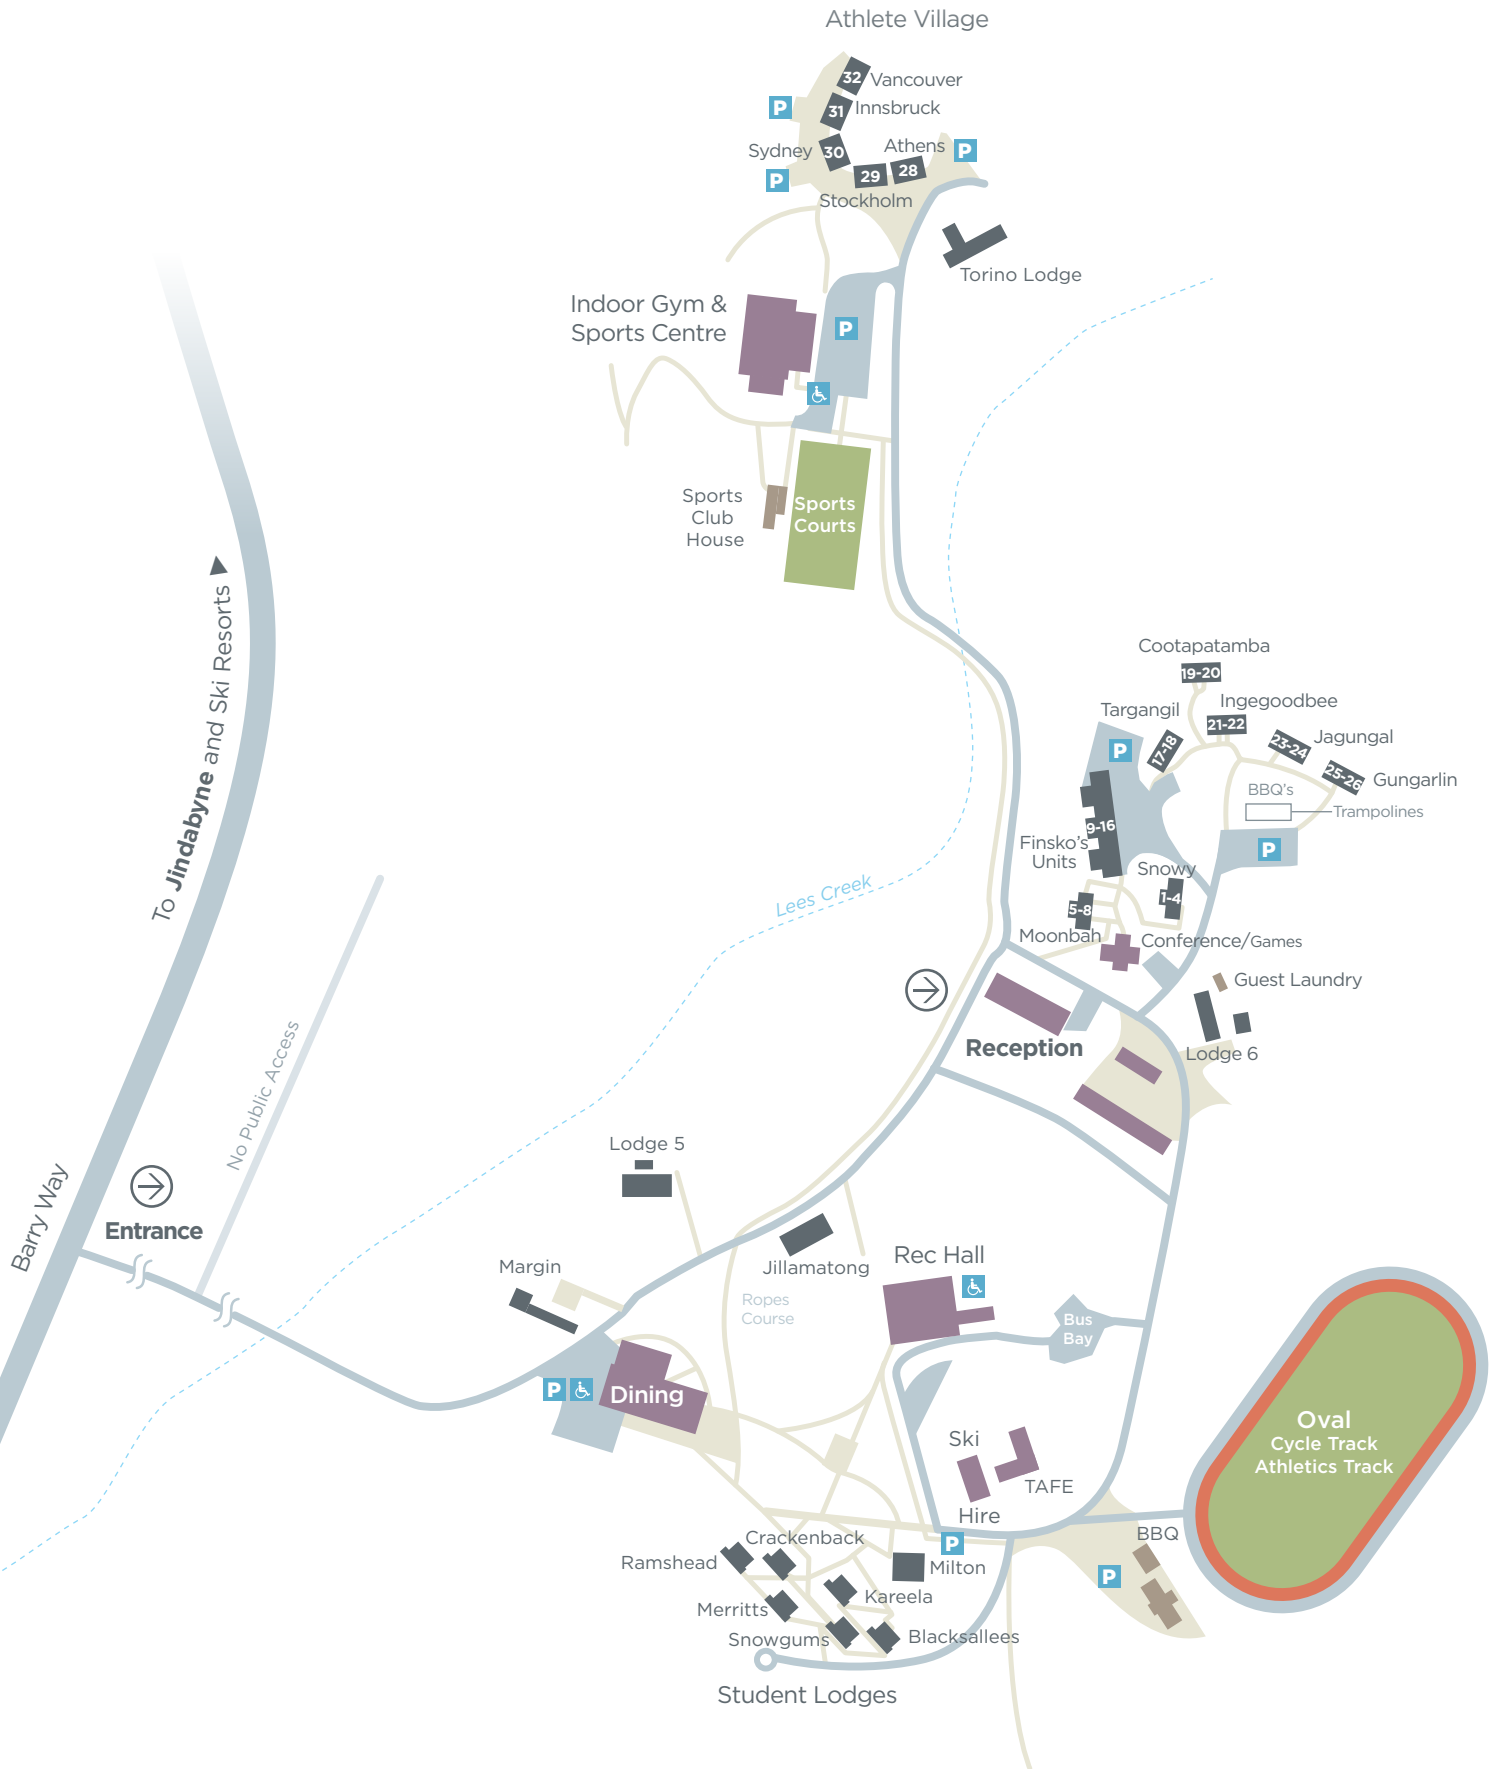 Athlete Village
32
Vancouver
P
31
Innsbruck
Sydney
30
Athens
P
P
29
28
Stockholm
Torino Lodge
Indoor Gym &
Sports Centre
P
Sports
Club
House
Sports
Courts
To Jindabyne and Ski Resorts
Cootapatamba
19-20
Targangil
Ingegoodbee
21-22
P
17-18
23-24
Jagungal
25-26
Gungarlin
BBQ's
Trampolines
9-16
Finsko's
Units
P
Snowy
1-4
5-8
Moonbah
Conference/Games
Lees Creek
Guest Laundry
Reception
Lodge 6
No Public Access
Barry Way
Entrance
Lodge 5
Jillamatong
Margin
Ropes
Course
Rec Hall
Bus
Bay
P
Dining
Oval
Cycle Track
Athletics Track
Ski
Hire
TAFE
P
BBQ
P
Crackenback
Ramshead
Milton
Kareela
Merritts
Snowgums
Blacksallees
Student Lodges